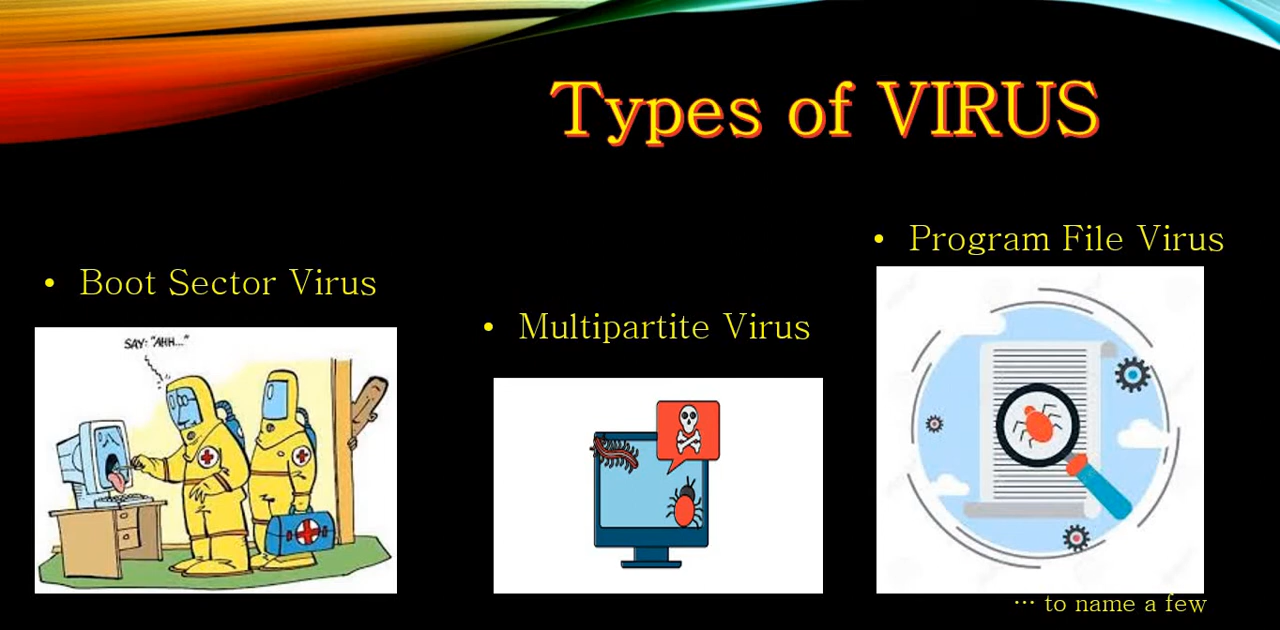 Types of VIRUS
• Boot Sector Virus
SAY: "AHH..."
• Multipartite Virus
• Program File Virus
… to name a few